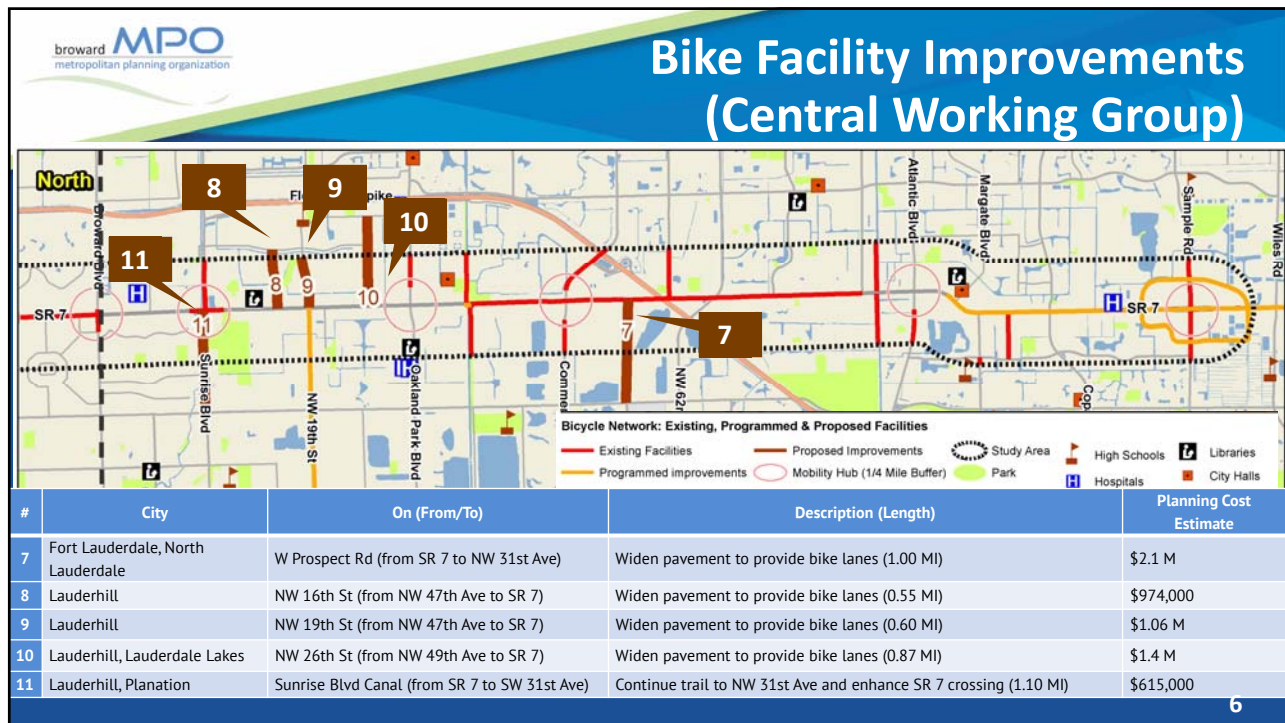 broward MPO
metropolitan planning organization
Bike Facility Improvements
(Central Working Group)
North
Broward Blvd
8
9
10
11
7
8
9
10
11
7
SR 7
SR 7
Sunrise Blvd
NW 19th St
Oakland Park Blvd
Atlantic Blvd
Margate Blvd
Sample Rd
Wiles Rd
Bicycle Network: Existing, Programmed & Proposed Facilities
Existing Facilities
Proposed Improvements
Study Area
High Schools
Libraries
Programmed improvements
Mobility Hub (1/4 Mile Buffer)
Park
Hospitals
City Halls
# City On (From/To) Description (Length) Planning Cost
Estimate
7 Fort Lauderdale, North
Lauderdale W Prospect Rd (from SR 7 to NW 31st Ave) Widen pavement to provide bike lanes (1.00 MI) $2.1 M
8 Lauderhill NW 16th St (from NW 47th Ave to SR 7) Widen pavement to provide bike lanes (0.55 MI) $974,000
9 Lauderhill NW 19th St (from NW 47th Ave to SR 7) Widen pavement to provide bike lanes (0.60 MI) $1.06 M
10 Lauderhill, Lauderdale Lakes NW 26th St (from NW 49th Ave to SR 7) Widen pavement to provide bike lanes (0.87 MI) $1.4 M
11 Lauderhill, Planation Sunrise Blvd Canal (from SR 7 to SW 31st Ave) Continue trail to NW 31st Ave and enhance SR 7 crossing (1.10 MI) $615,000
6